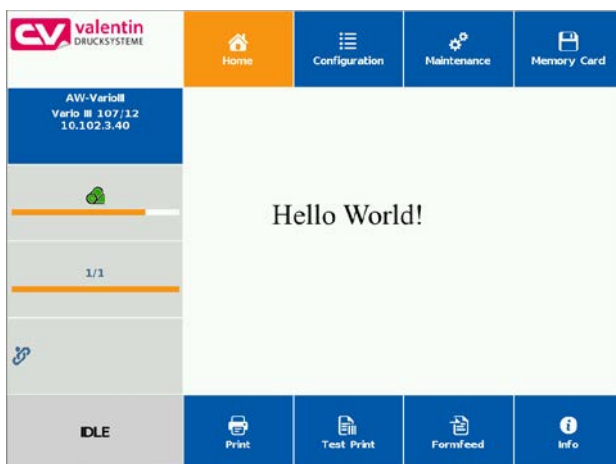 valentin
DRUCKSYSTEME
Home
Configuration
Maintenance
Memory Card
AW-VarioIII
Vario III 107/12
10.102.3.40
Hello World!
1/1
IDLE
Print
Test Print
Formfeed
Info